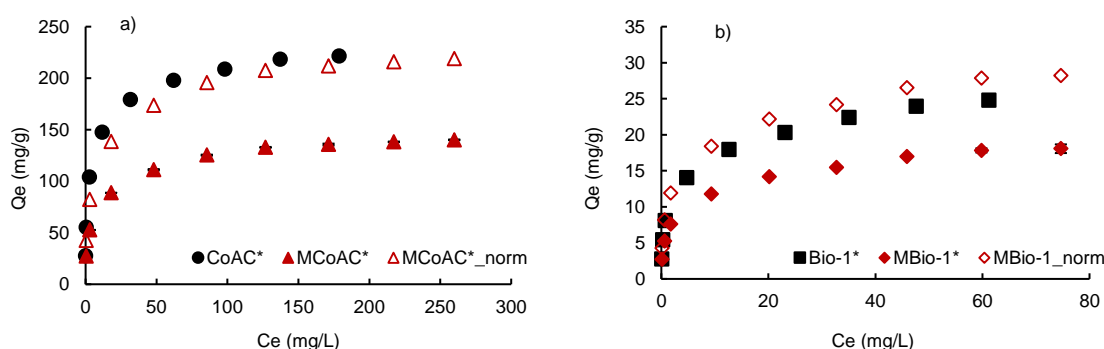 a)
250
200
150
100
50
0
Qe (mg/g)
0 50 100 150 200 250 300
Ce (mg/L)
CoAC* MCoAC* MCoAC*_norm
b)
35
30
25
20
15
10
5
0
Qe (mg/g)
0 20 40 60 80
Ce (mg/L)
Bio-1* MBio-1* MBio-1_norm